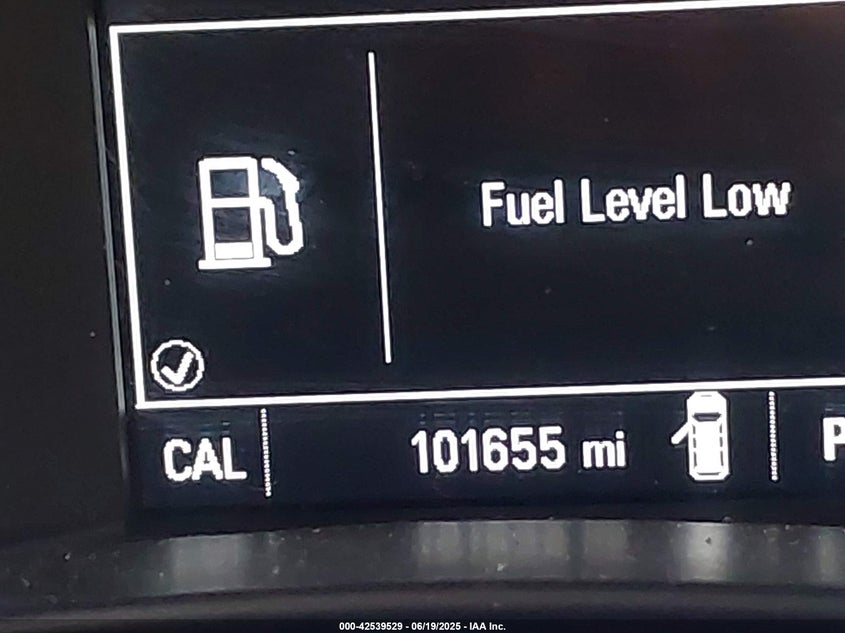 Fuel Level Low
CAL
101655 mi
P
000-42539529 - 06/19/2025 - IAA Inc.